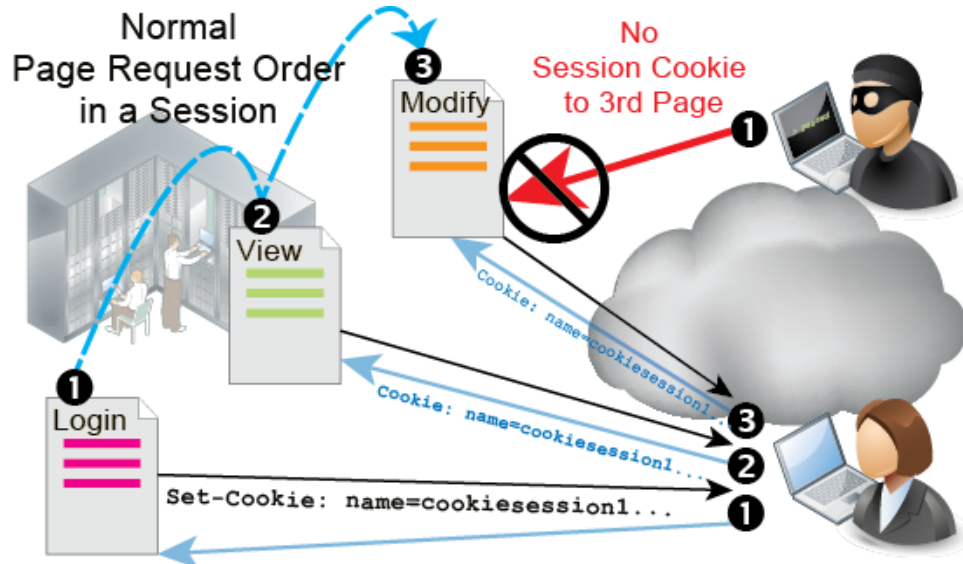 Normal
Page Request Order
in a Session
No
Session Cookie
to 3rd Page
3
Modify
1
2
View
Cookie: name=cookiesession1...
1
Login
Cookie: name=cookiesession1...
3
2
Set-Cookie: name=cookiesession1...
1